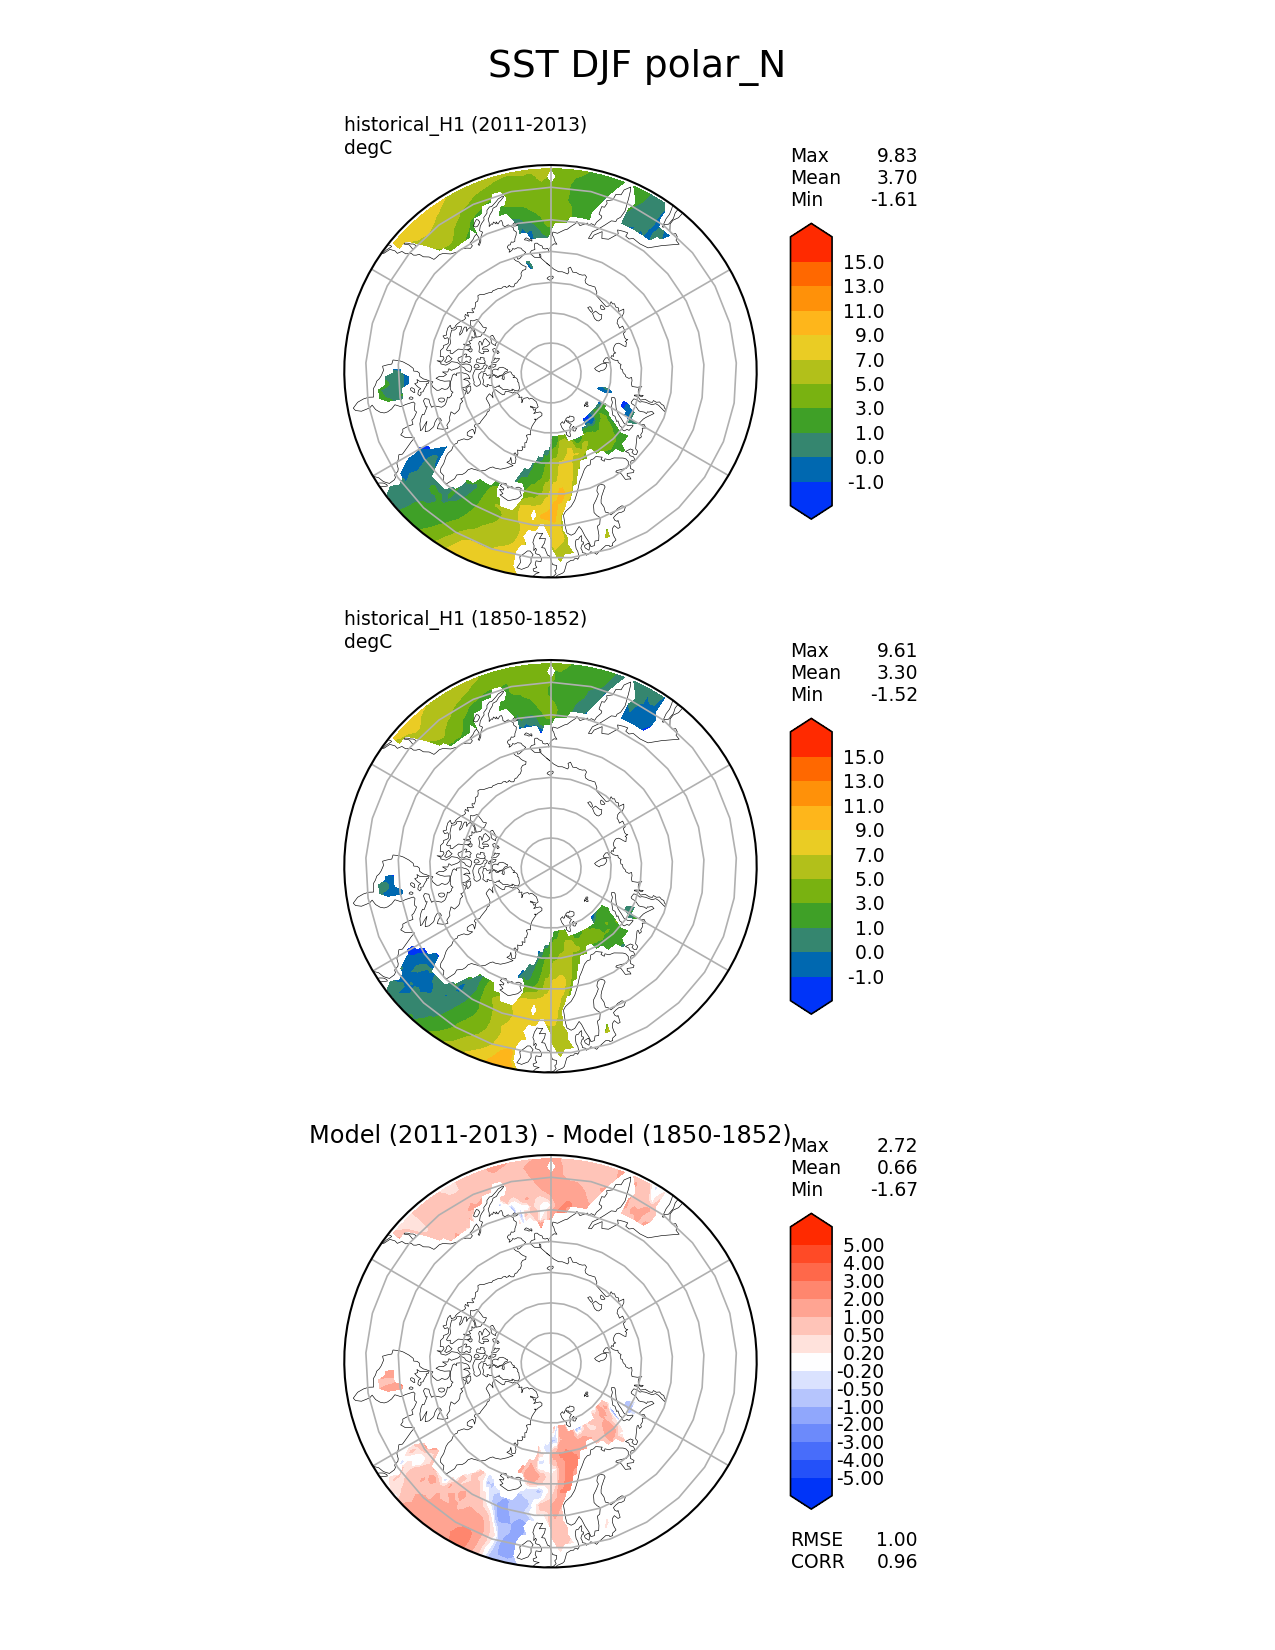 SST DJF polar_N
historical_H1 (2011-2013)
degC
Max 9.83
Mean 3.70
Min -1.61
15.0
13.0
11.0
9.0
7.0
5.0
3.0
1.0
0.0
-1.0
historical_H1 (1850-1852)
degC
Max 9.61
Mean 3.30
Min -1.52
15.0
13.0
11.0
9.0
7.0
5.0
3.0
1.0
0.0
-1.0
Model (2011-2013) - Model (1850-1852)
Max 2.72
Mean 0.66
Min -1.67
5.00
4.00
3.00
2.00
1.00
0.50
0.20
-0.20
-0.50
-1.00
-2.00
-3.00
-4.00
-5.00
RMSE 1.00
CORR 0.96